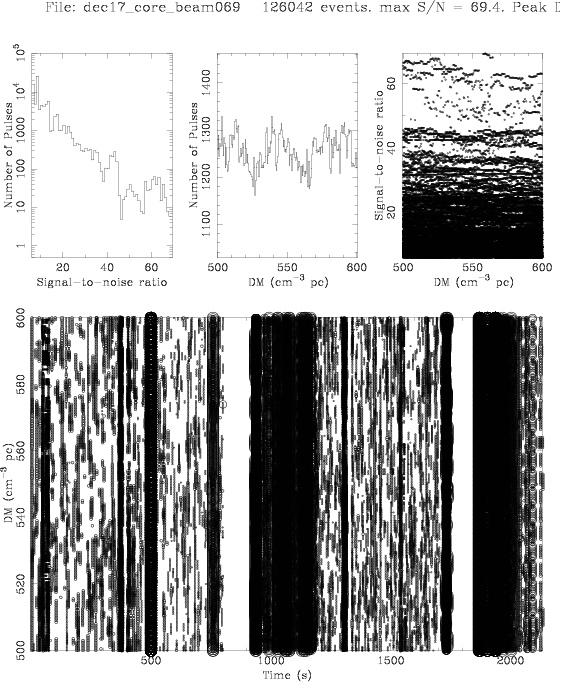 File: dec17_core_beam069 126042 events. max S/N = 69.4. Peak
Number of Pulses
1
10
100
1000
10^4
10^5
20 40 60
Signal-to-noise ratio
Number of Pulses
1100
1200
1300
1400
500 550 600
DM (cm^-3 pc)
Signal-to-noise ratio
20
40
60
500 550 600
DM (cm^-3 pc)
DM (cm^-3 pc)
500
520
540
560
580
600
500 1000 1500 2000
Time (s)